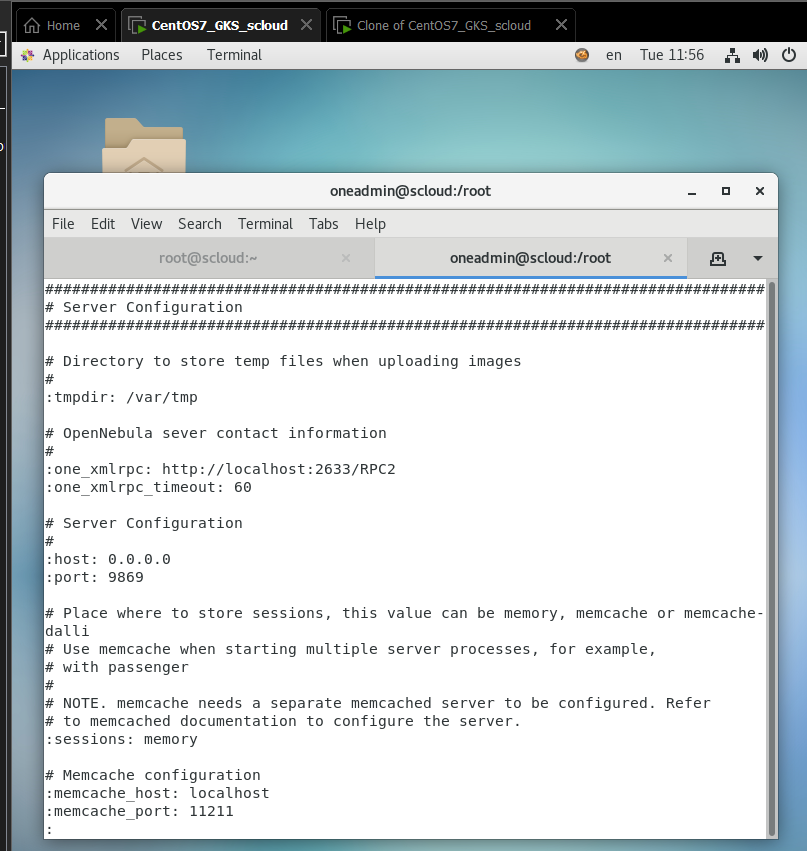 Home
CentOS7_GKS_scloud
Clone of CentOS7_GKS_scloud
Applications Places Terminal en Tue 11:56
oneadmin@scloud:/root
File Edit View Search Terminal Tabs Help
root@scloud:~
oneadmin@scloud:/root
################################################################################
# Server Configuration
################################################################################
# Directory to store temp files when uploading images
#
:tmpdir: /var/tmp
# OpenNebula sever contact information
#
:one_xmlrpc: http://localhost:2633/RPC2
:one_xmlrpc_timeout: 60
# Server Configuration
#
:host: 0.0.0.0
:port: 9869
# Place where to store sessions, this value can be memory, memcache or memcache-
dalli
# Use memcache when starting multiple server processes, for example,
# with passenger
#
# NOTE. memcache needs a separate memcached server to be configured. Refer
# to memcached documentation to configure the server.
:sessions: memory
# Memcache configuration
:memcache_host: localhost
:memcache_port: 11211
: